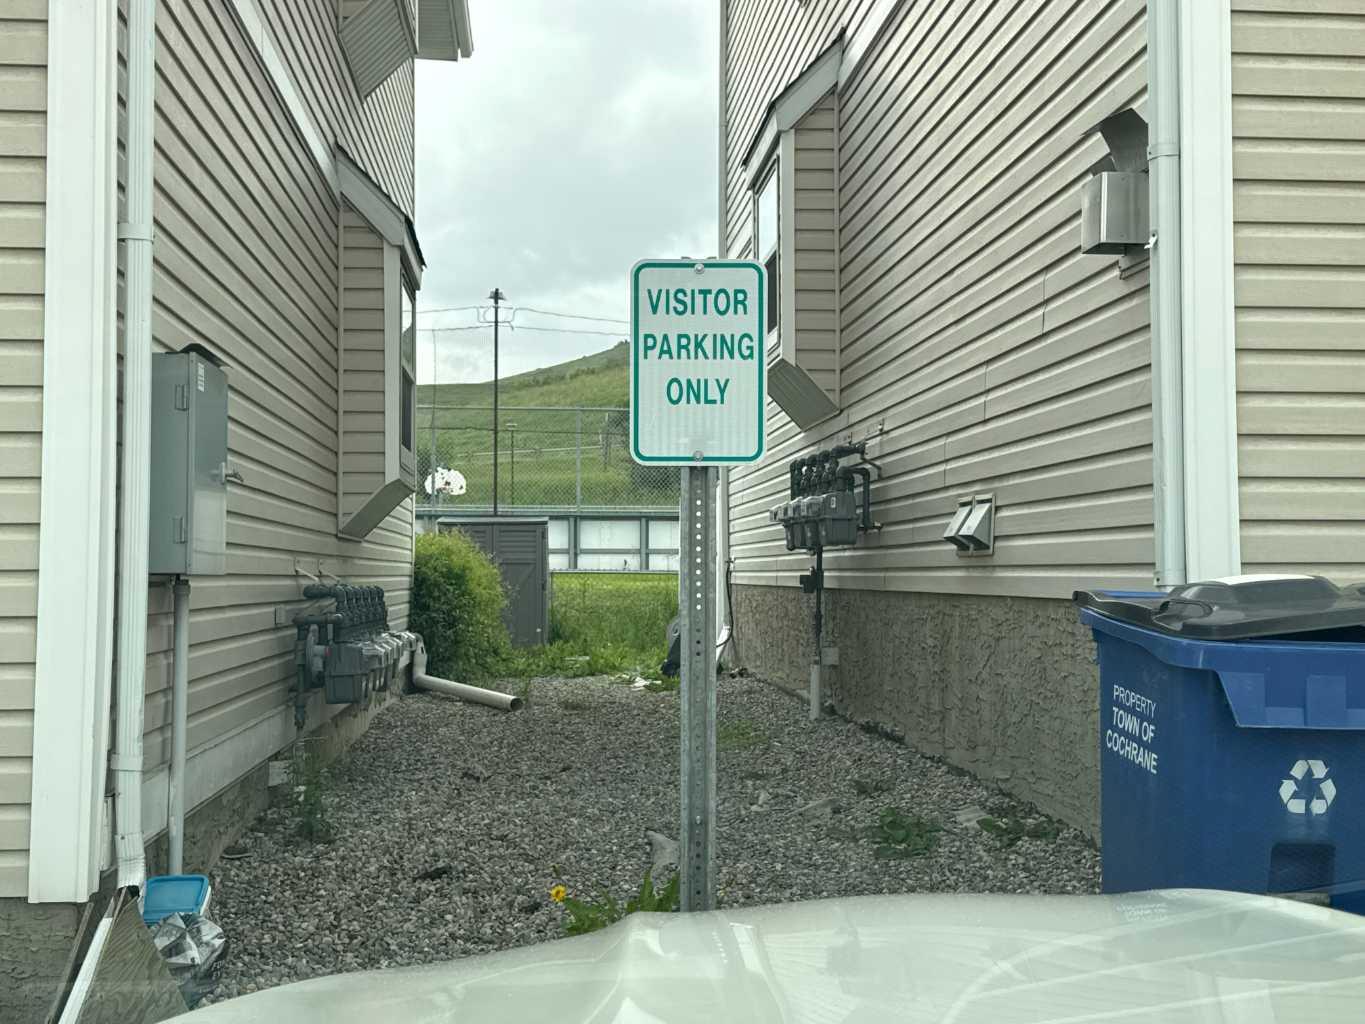 VISITOR
PARKING
ONLY
PROPERTY
TOWN OF
COCHRANE